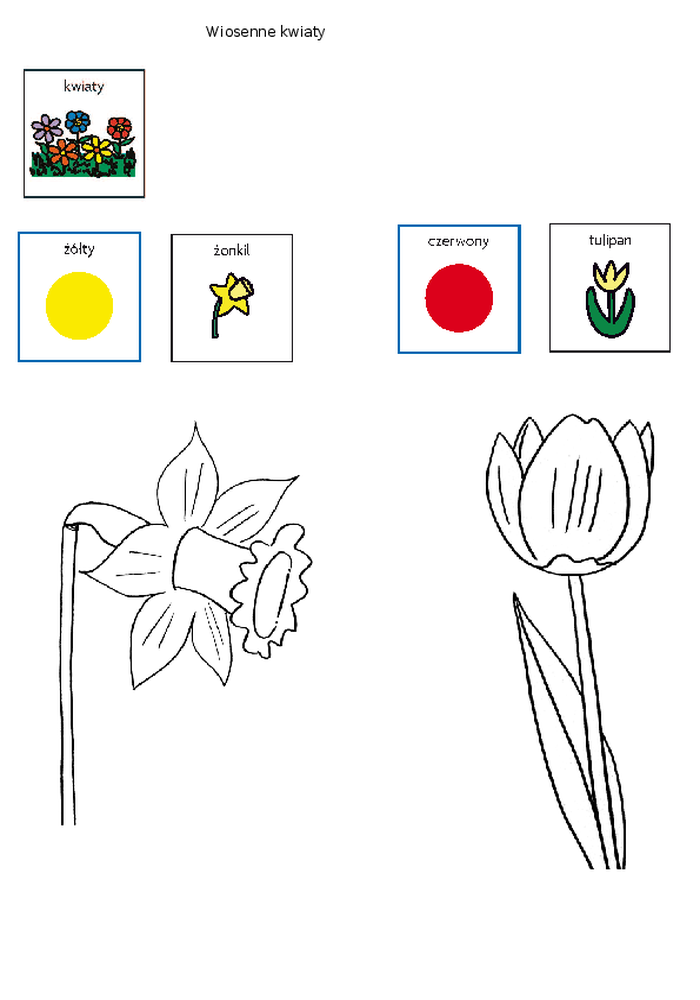 Wiosenne kwiaty
kwiaty
żółty
żonkil
czerwony
tulipan